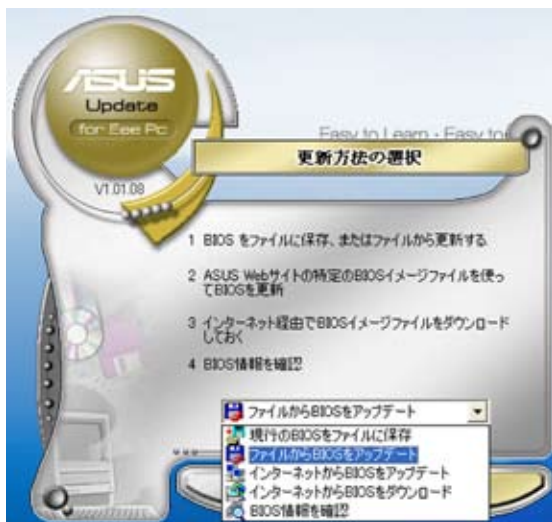 ASUS
Update
for Eee Pc
V1.01.08
Easy to Learn - Easy to
更新方法の選択
1 BIOS をファイルに保存、またはファイルから更新する
2 ASUS Webサイトの特定のBIOSイメージファイルを使っ
てBIOSを更新
3 インターネット経由でBIOSイメージファイルをダウンロード
しておく
4 BIOS情報を確認
ファイルからBIOSをアップデート
現行のBIOSをファイルに保存
ファイルからBIOSをアップデート
インターネットからBIOSをアップデート
インターネットからBIOSをダウンロード
BIOS情報を確認